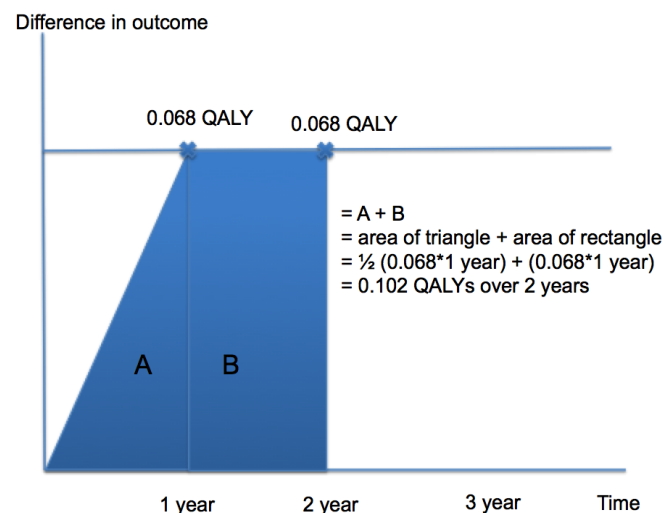 Difference in outcome
0.068 QALY
0.068 QALY
= A + B
= area of triangle + area of rectangle
= ½ (0.068*1 year) + (0.068*1 year)
= 0.102 QALYs over 2 years
A
B
1 year
2 year
3 year
Time